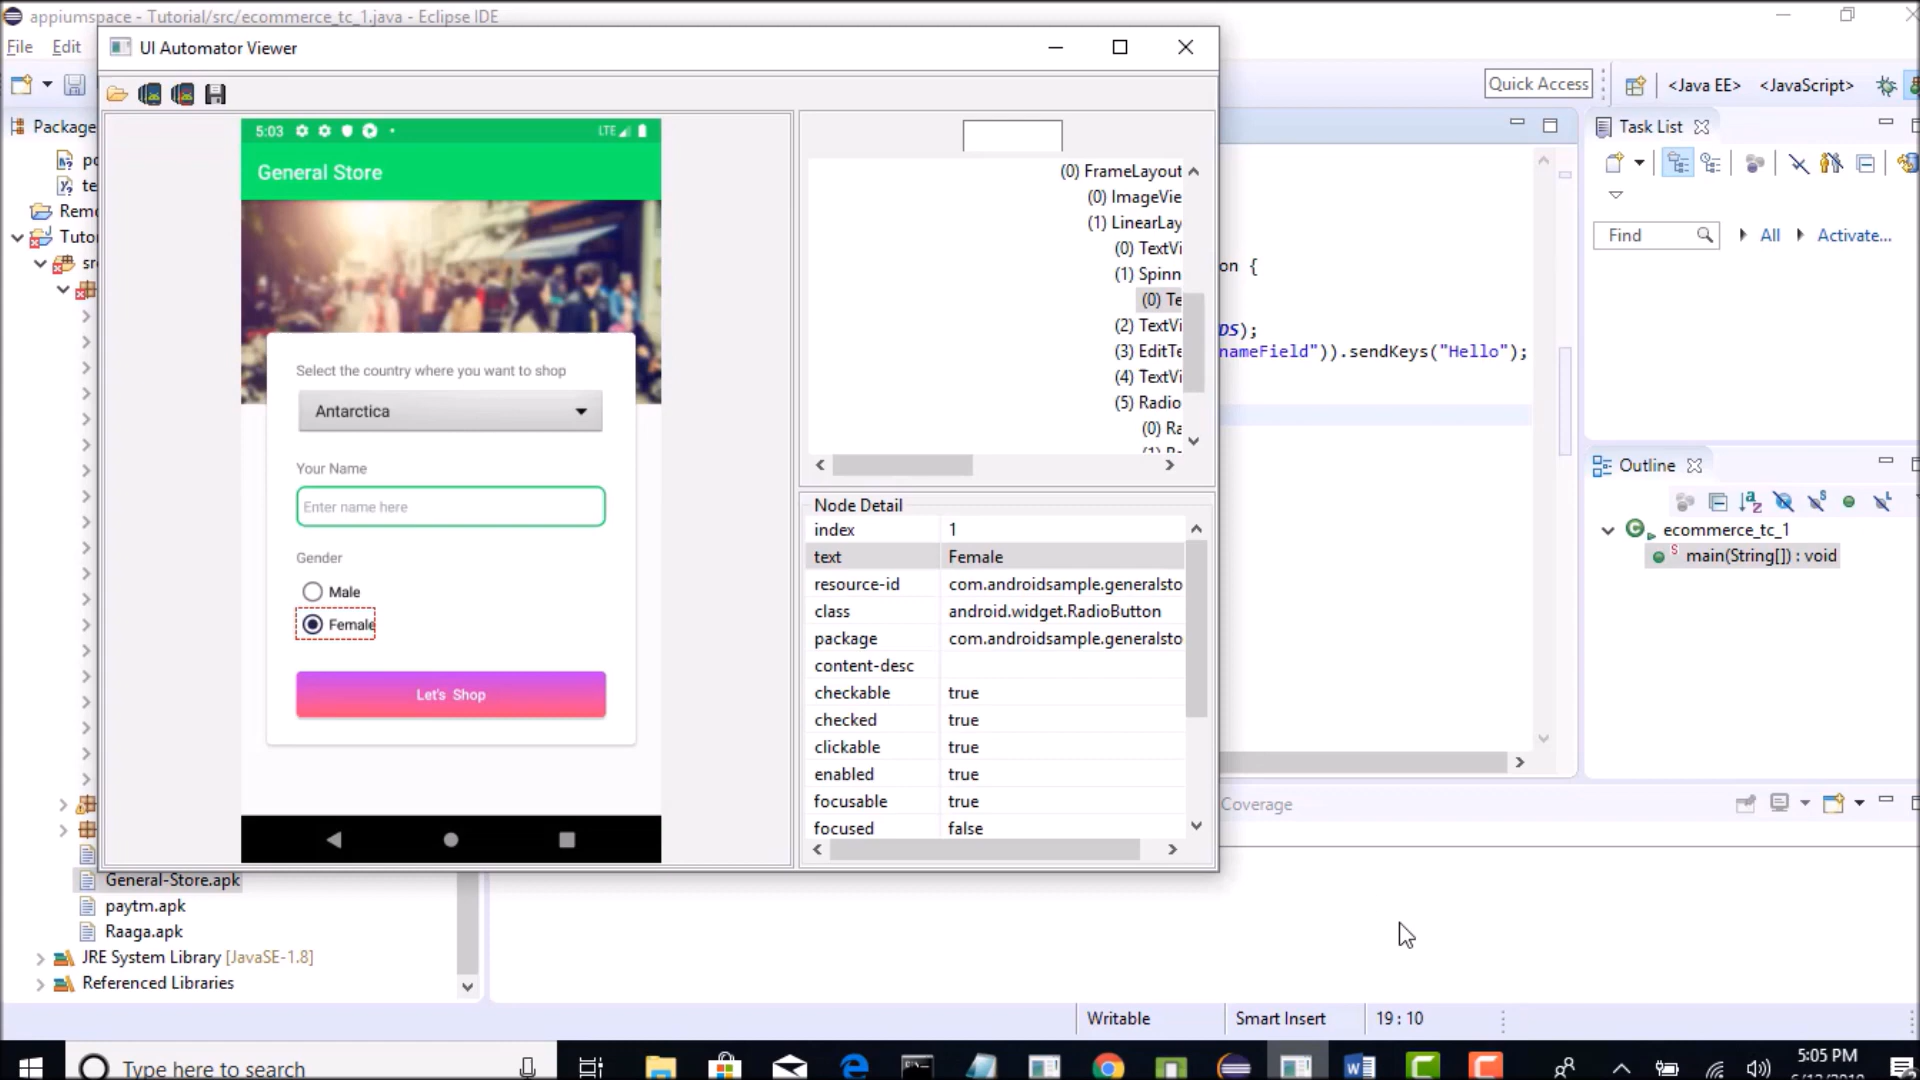 appiumspace - Tutorial/src/ecommerce_tc_1.java - Eclipse IDE
File Edit
UI Automator Viewer
Quick Access
<Java EE> <JavaScript>
Package
Task List
Remo
Tutor
Find
All
Activate...
5:03
LTE
General Store
Select the country where you want to shop
Antarctica
Your Name
Enter name here
Gender
Male
Female
Let's Shop
(0) FrameLayout
(0) ImageVie
(1) LinearLay
(0) TextVi
(1) Spinn
(0) Te
(2) TextVi
(3) EditTe
(4) TextVi
(5) Radio
(0) Ra
on {
DS);
nameField")).sendKeys("Hello");
Node Detail
index 1
text Female
resource-id com.androidsample.generalsto
class android.widget.RadioButton
package com.androidsample.generalsto
content-desc
checkable true
checked true
clickable true
enabled true
focusable true
focused false
Outline
ecommerce_tc_1
main(String[]) : void
Coverage
General-Store.apk
paytm.apk
Raaga.apk
JRE System Library [JavaSE-1.8]
Referenced Libraries
Writable
Smart Insert
19 : 10
Type here to search
5:05 PM